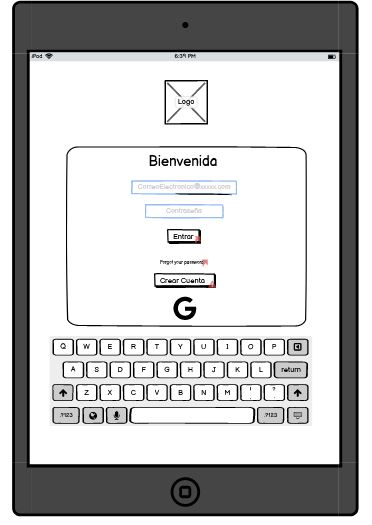 iPod 6:39 PM
Logo
Bienvenida
CorreoElectronico@xxxxx.com
Contraseña
Entrar
Forgot your password
Crear Cuenta
G
Q W E R T Y U I O P
A S D F G H J K L return
Z X C V B N M ! ?
.?123 .?123